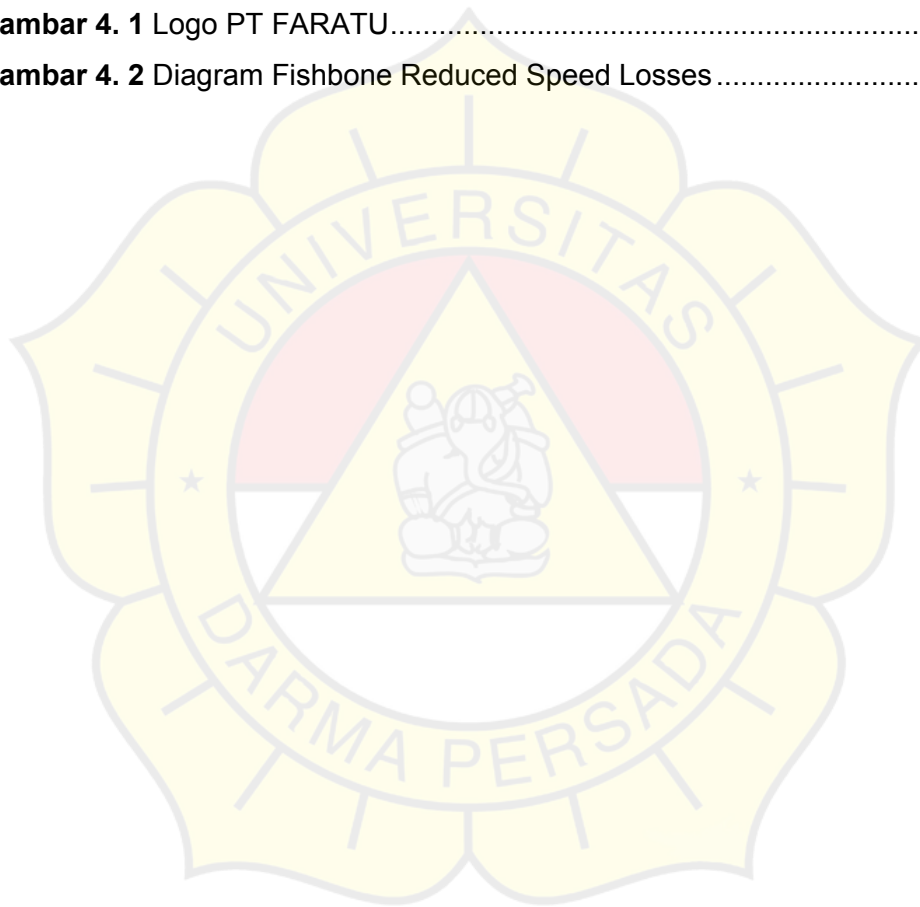 ambar 4. 1 Logo PT FARATU......................................................................
ambar 4. 2 Diagram Fishbone Reduced Speed Losses.........................
UNIVERSITAS
DARMA PERSADA